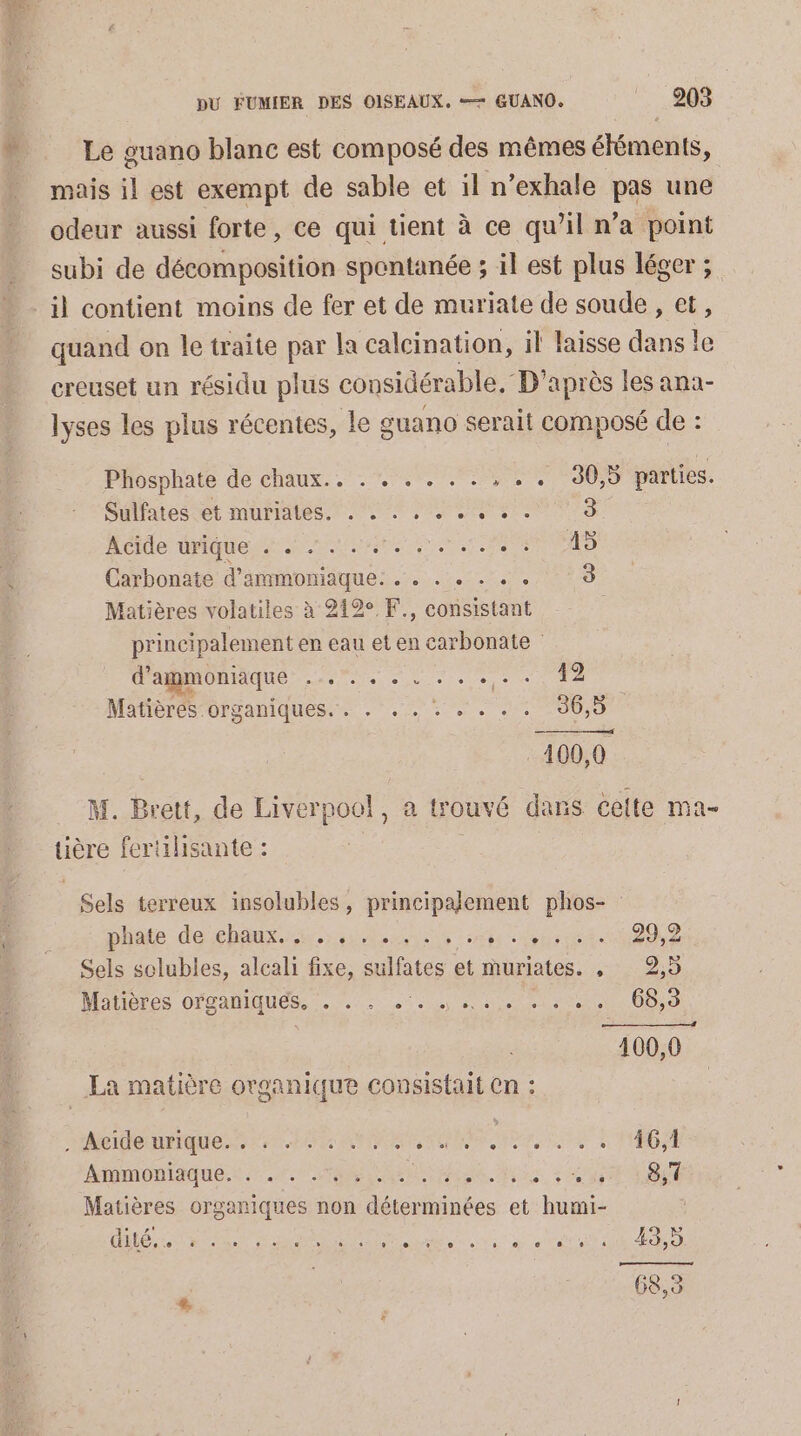 DU FUMIER DES OISEAUX. — GUANO. 203
Le guano blanc est composé des mêmes éléments,
mais il est exempt de sable et il n'exhale pas une
odeur aussi forte, ce qui tient à ce qu'il n'a point
subi de décomposition spontanée ; il est plus léger ;
il contient moins de fer et de muriate de soude, et,
quand on le traite par la calcination, il laisse dans le
creuset un résidu plus considérable. D'après les ana-
lyses les plus récentes, le guano serait composé de :
Phosphate de chaux. . . . . . . . . . 30,5 parties.
Sulfates et muriates. . . . . . . . . 3
Acide urique . . . . . . . . . . . . 15
Carbonate d'ammoniaque. . . . . . . . 3
Matières volatiles à 212° F., consistant
principalement en eau et en carbonate
d'ammoniaque . . . . . . . . . . . 12
Matières organiques. . . . . . . . . 36,5
100,0
M. Brett, de Liverpool, a trouvé dans cette ma-
tière fertilisante :
Sels terreux insolubles, principalement phos-
phate de chaux. . . . . . . . . . . . . . 29,2
Sels solubles, alcali fixe, sulfates et muriates. . 2,5
Matières organiques. . . . . . . . . . . . 68,3
100,0
La matière organique consistait en :
Acide urique. . . . . . . . . . . . . . . 16,1
Ammoniaque. . . . . . . . . . . . . . . 8,7
Matières organiques non déterminées et humi-
dité. . . . . . . . . . . . . . . . . . . 43,5
68,3